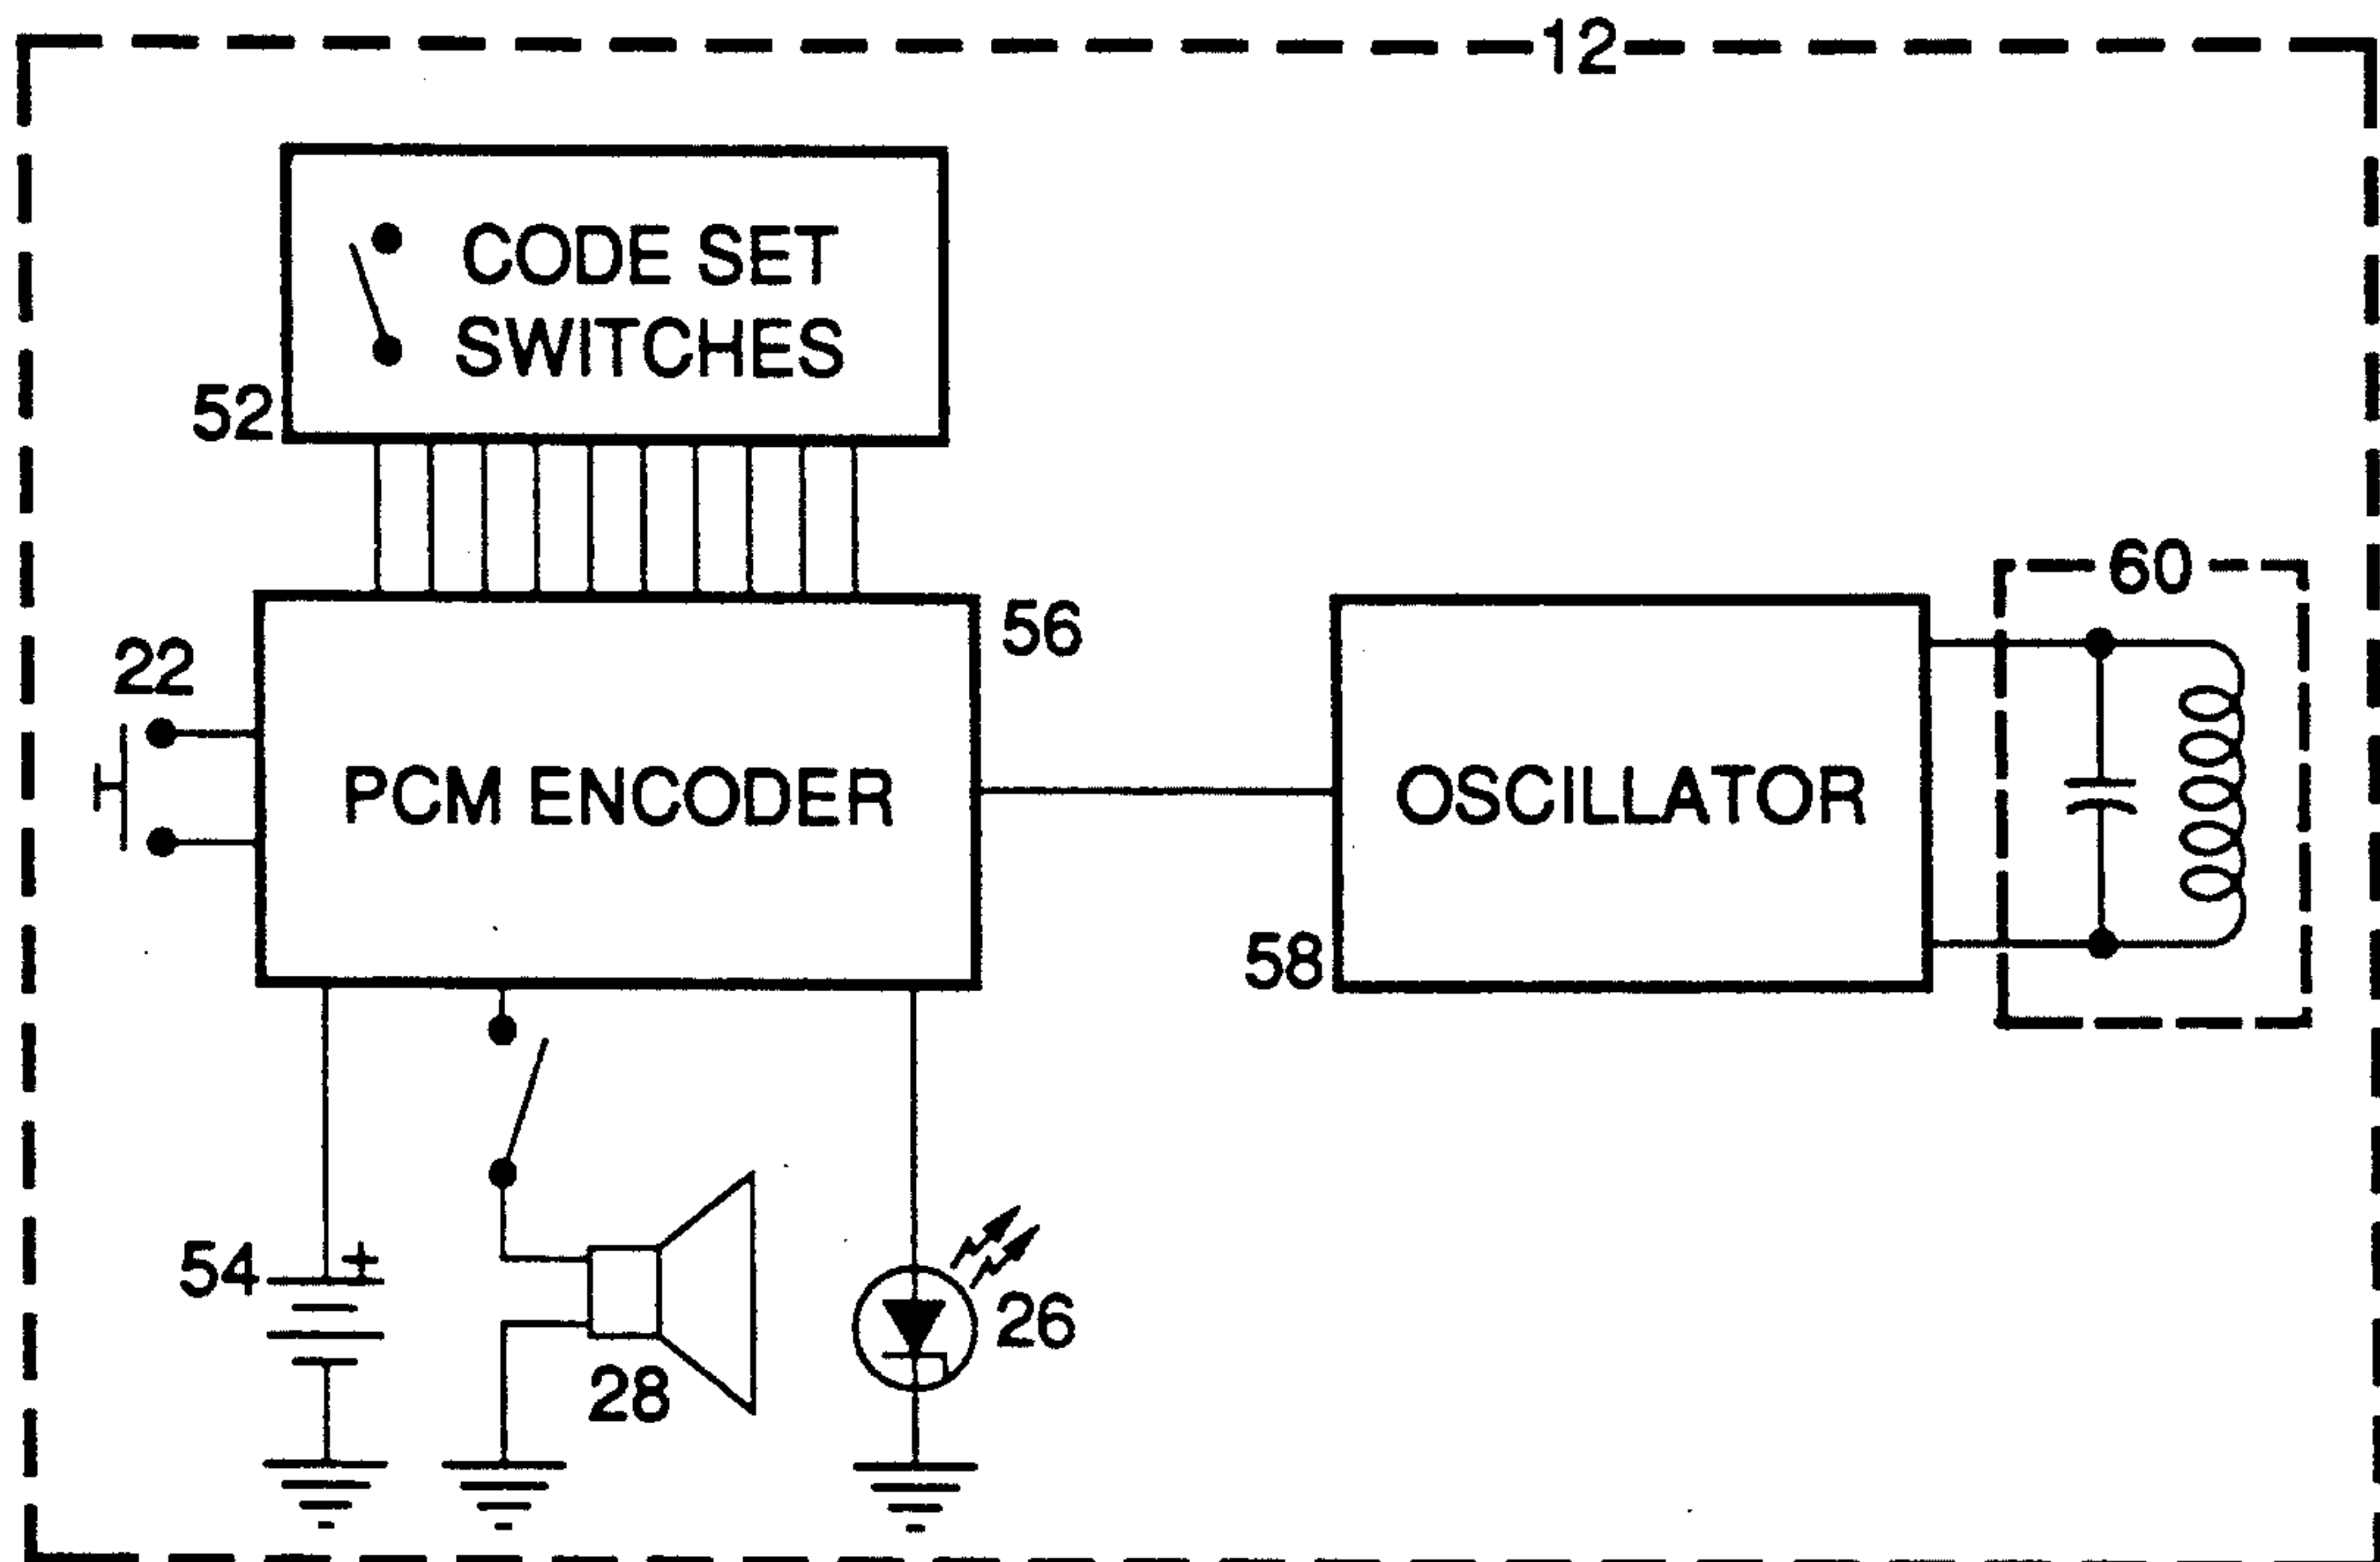 12
CODE SET
SWITCHES
52
60
56
22
PCM ENCODER
OSCILLATOR
58
54
+
26
28